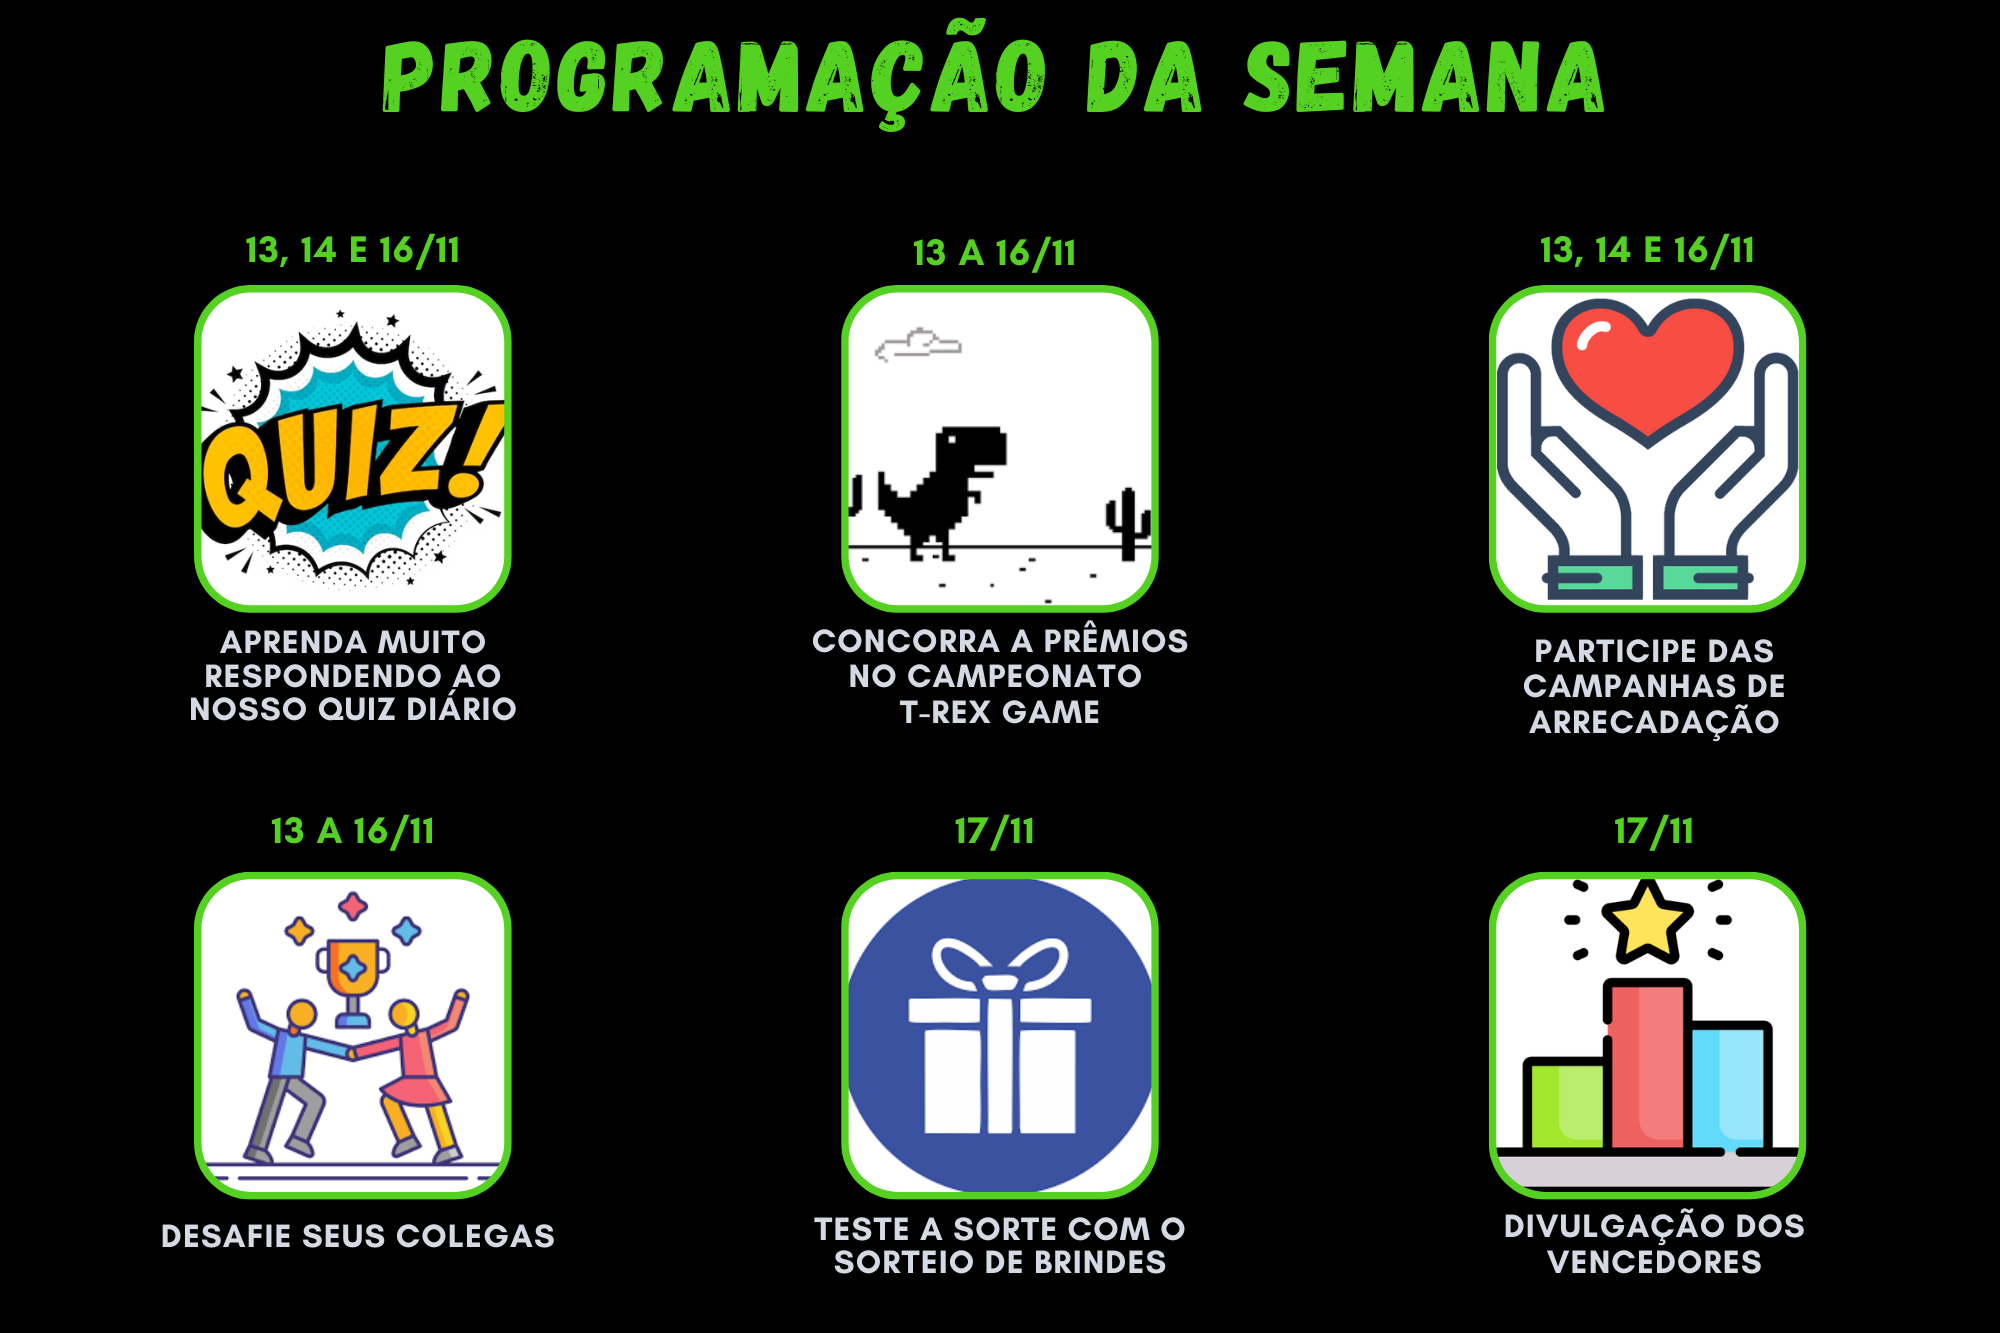 PROGRAMAÇÃO DA SEMANA
13, 14 E 16/11
QUIZ!
APRENDA MUITO
RESPONDENDO AO
NOSSO QUIZ DIÁRIO
13 A 16/11
CONCORRA A PRÊMIOS
NO CAMPEONATO
T-REX GAME
13, 14 E 16/11
PARTICIPE DAS
CAMPANHAS DE
ARRECADAÇÃO
13 A 16/11
DESAFIE SEUS COLEGAS
17/11
TESTE A SORTE COM O
SORTEIO DE BRINDES
17/11
DIVULGAÇÃO DOS
VENCEDORES